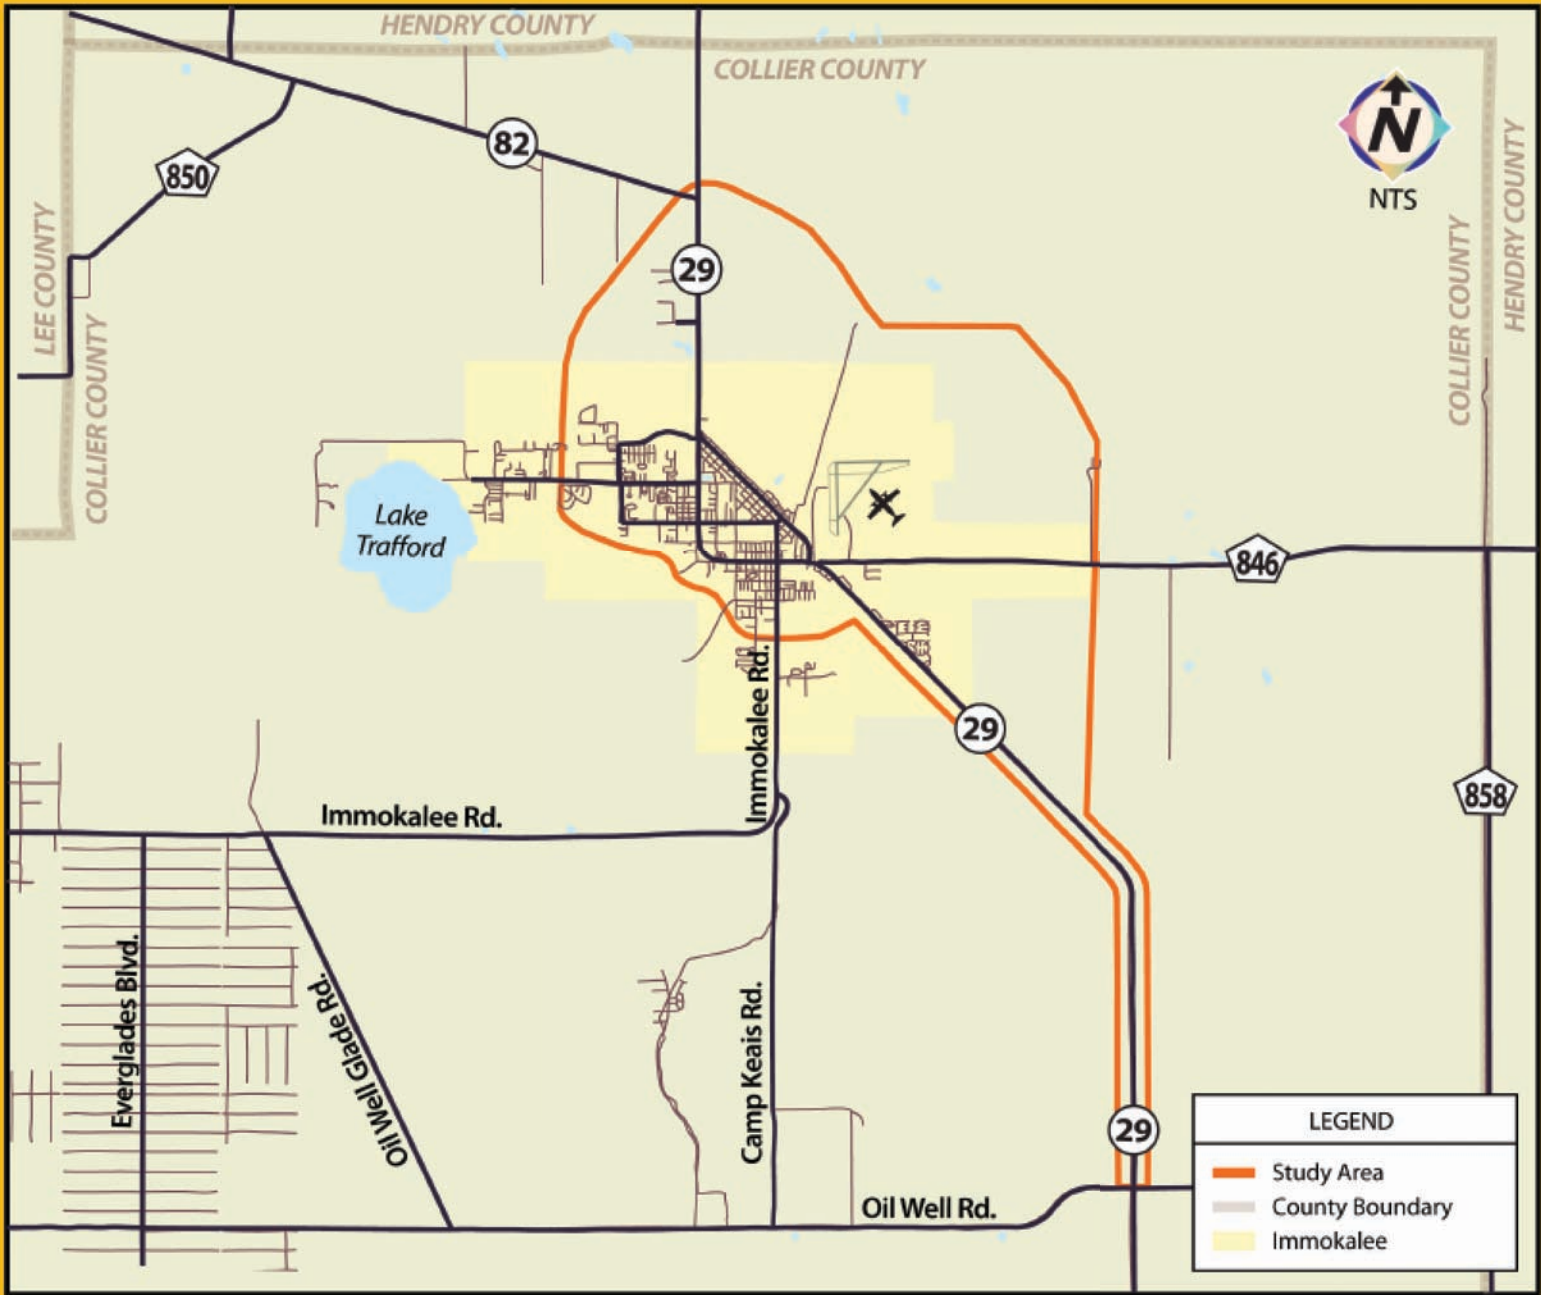 HENDRY COUNTY
COLLIER COUNTY
82
850
N
NTS
LEE COUNTY
COLLIER COUNTY
COLLIER COUNTY
HENDRY COUNTY
29
Lake
Trafford
846
Immokalee Rd.
29
858
Immokalee Rd.
Everglades Blvd.
Oil Well Glade Rd.
Camp Keais Rd.
29
Oil Well Rd.
LEGEND
Study Area
County Boundary
Immokalee